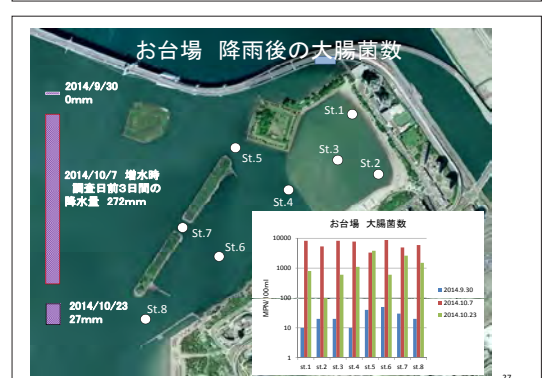 お台場 降雨後の大腸菌数
2014/9/30
0mm
2014/10/7 増水時
調査日前3日間の
降水量 272mm
2014/10/23
27mm
St.1
St.3
St.2
St.5
St.4
St.7
St.6
St.8
お台場 大腸菌数
MPN/100ml
10000
1000
100
10
1
st.1 st.2 st.3 st.4 st.5 st.6 st.7 st.8
2014.9.30
2014.10.7
2014.10.23
37